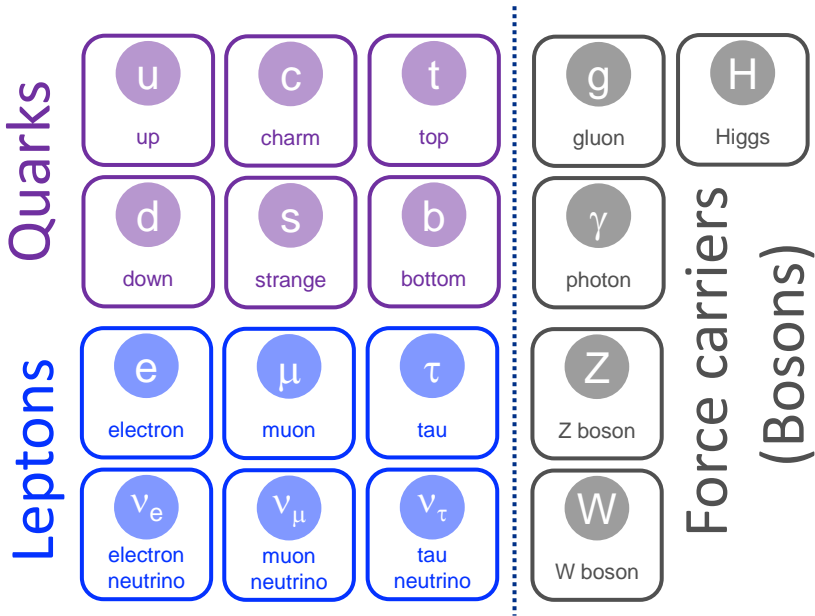 Quarks
u
up
c
charm
t
top
d
down
s
strange
b
bottom
Leptons
e
electron
μ
muon
τ
tau
νe
electron
neutrino
νμ
muon
neutrino
ντ
tau
neutrino
g
gluon
H
Higgs
γ
photon
Z
Z boson
W
W boson
Force carriers
(Bosons)